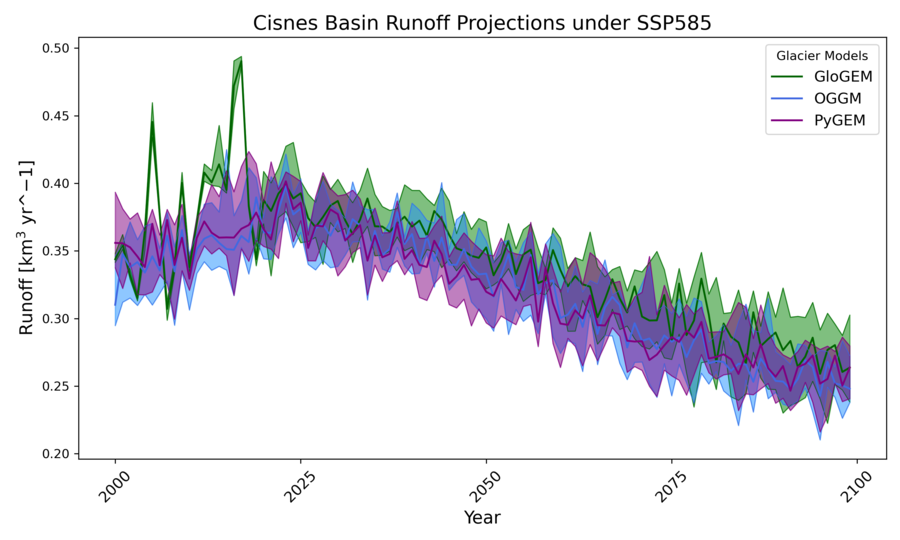 Cisnes Basin Runoff Projections under SSP585
Runoff [km³ yr^−1]
0.50
0.45
0.40
0.35
0.30
0.25
0.20
Glacier Models
GloGEM
OGGM
PyGEM
2000
2025
2050
2075
2100
Year